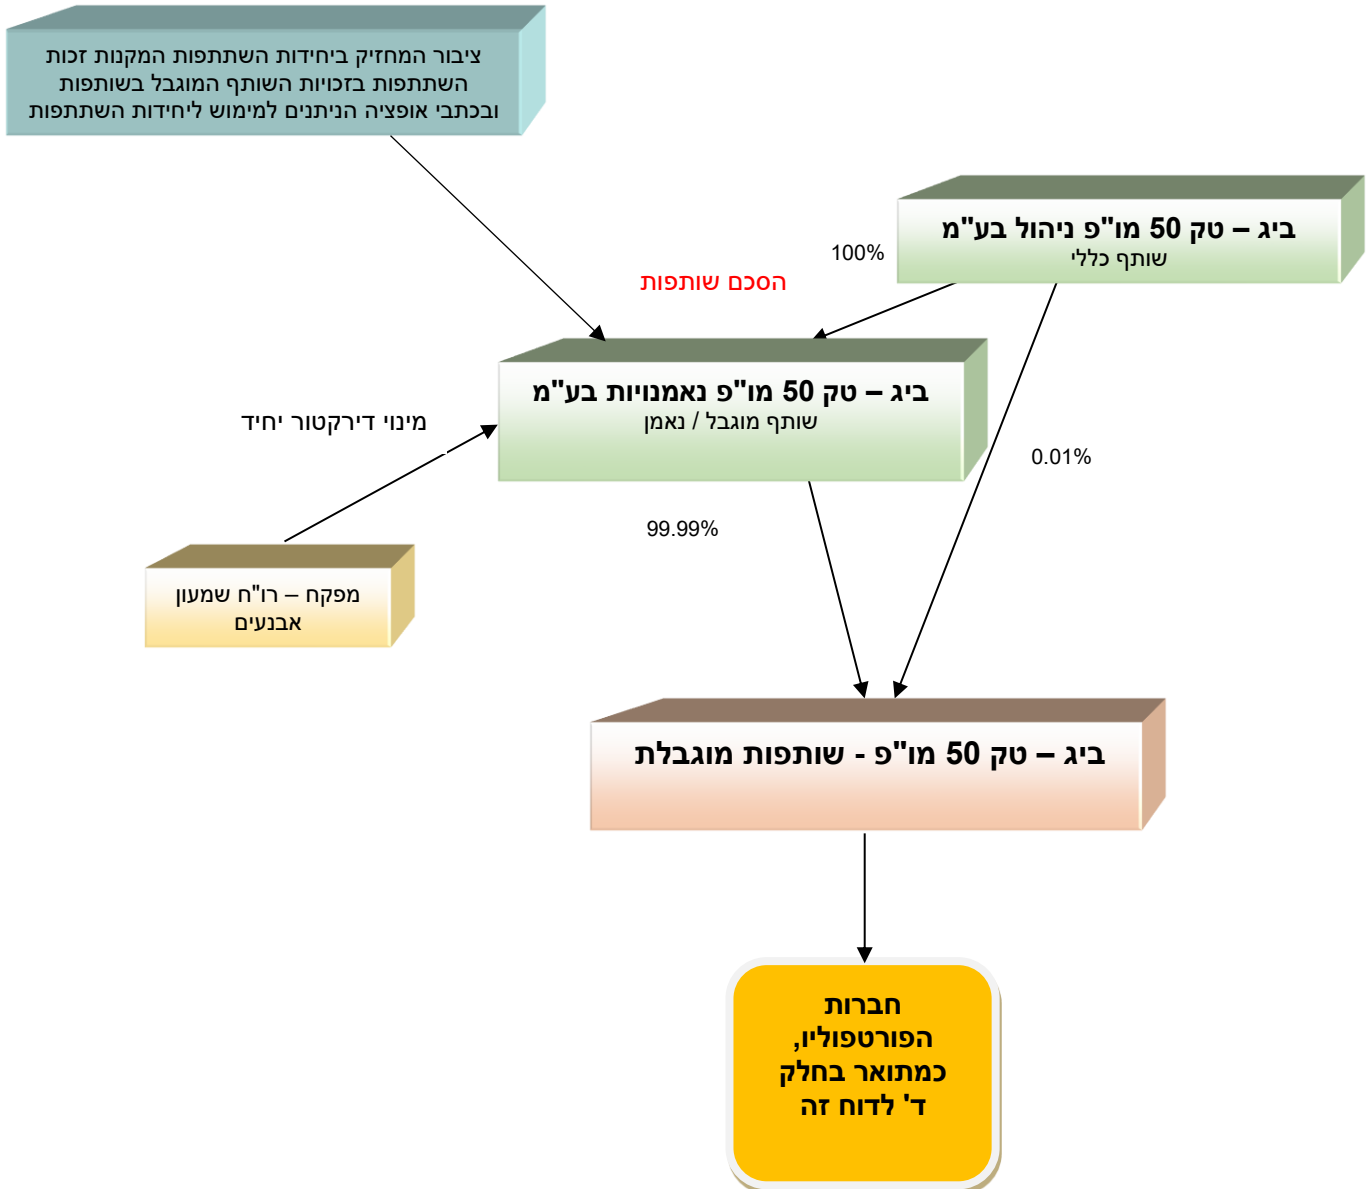 ציבור המחזיק ביחידות השתתפות המקנות זכות
השתתפות בזכויות השותף המוגבל בשותפות
ובכתבי אופציה הניתנים למימוש ליחידות השתתפות
ביג – טק 50 מו"פ ניהול בע"מ
שותף כללי
100%
הסכם שותפות
ביג – טק 50 מו"פ נאמנויות בע"מ
שותף מוגבל / נאמן
מינוי דירקטור יחיד
0.01%
99.99%
מפקח – רו"ח שמעון
אבנעים
ביג – טק 50 מו"פ - שותפות מוגבלת
חברות
הפורטפוליו,
כמתואר בחלק
ד' לדוח זה